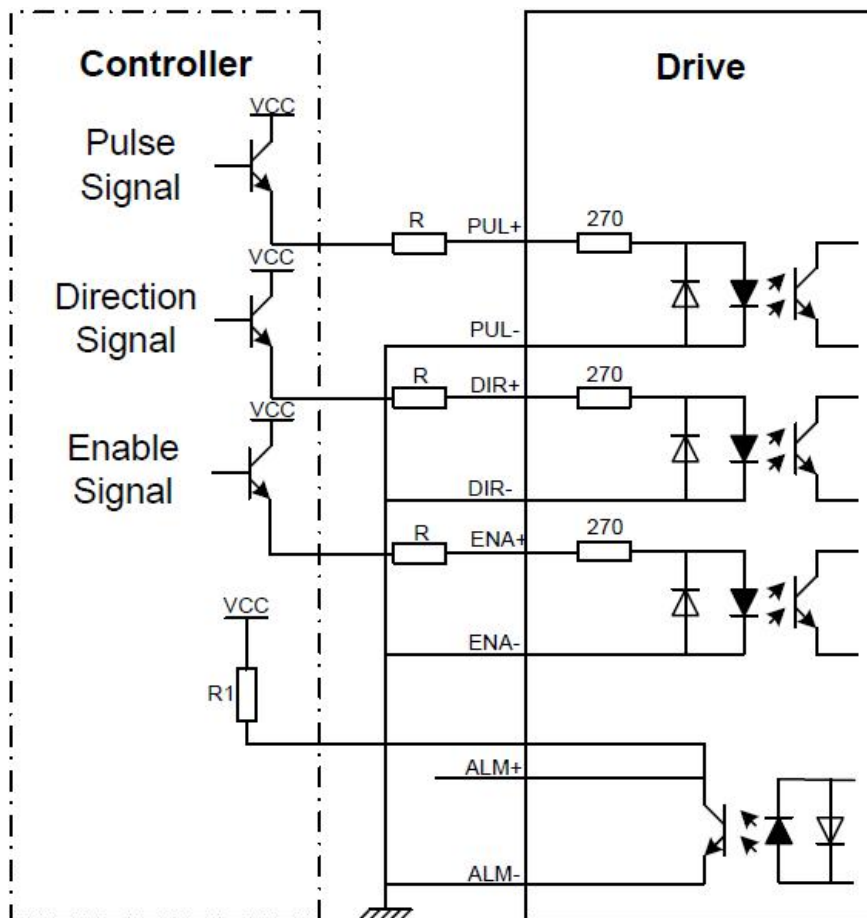 Controller
Drive
VCC
Pulse
Signal
R
PUL+
270
VCC
Direction
Signal
PUL-
R
DIR+
270
VCC
Enable
Signal
DIR-
R
ENA+
270
VCC
ENA-
R1
ALM+
ALM-